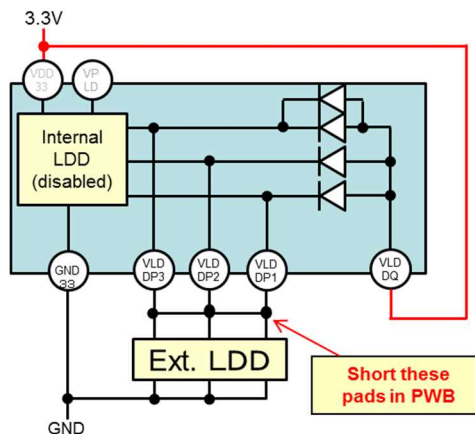 3.3V
VDD
33
VP
LD
Internal
LDD
(disabled)
GND
33
VLD
DP3
VLD
DP2
VLD
DP1
VLD
DQ
Ext. LDD
Short these
pads in PWB
GND